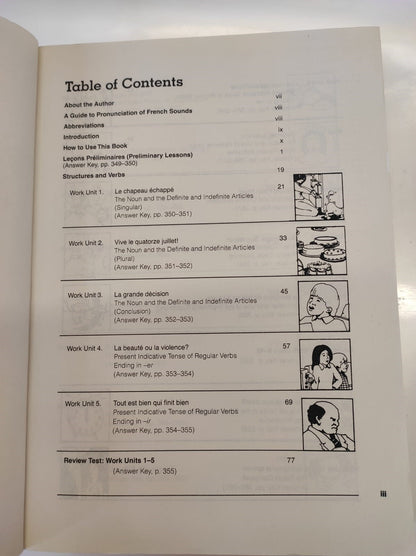 Table of Contents
About the Author vii
A Guide to Pronunciation of French Sounds viii
Abbreviations viii
Introduction ix
How to Use This Book x
Leçons Préliminaires (Preliminary Lessons) 1
(Answer Key, pp. 349–350)
Structures and Verbs 19
Work Unit 1. Le chapeau échappé 21
The Noun and the Definite and Indefinite Articles
(Singular)
(Answer Key, pp. 350–351)
Work Unit 2. Vive le quatorze juillet! 33
The Noun and the Definite and Indefinite Articles
(Plural)
(Answer Key, pp. 351–352)
Work Unit 3. La grande décision 45
The Noun and the Definite and Indefinite Articles
(Conclusion)
(Answer Key, pp. 352–353)
Work Unit 4. La beauté ou la violence? 57
Present Indicative Tense of Regular Verbs
Ending in –er
(Answer Key, pp. 353–354)
Work Unit 5. Tout est bien qui finit bien 69
Present Indicative Tense of Regular Verbs
Ending in –ir
(Answer Key, pp. 354–355)
Review Test: Work Units 1–5 77
(Answer Key, p. 355)
iii